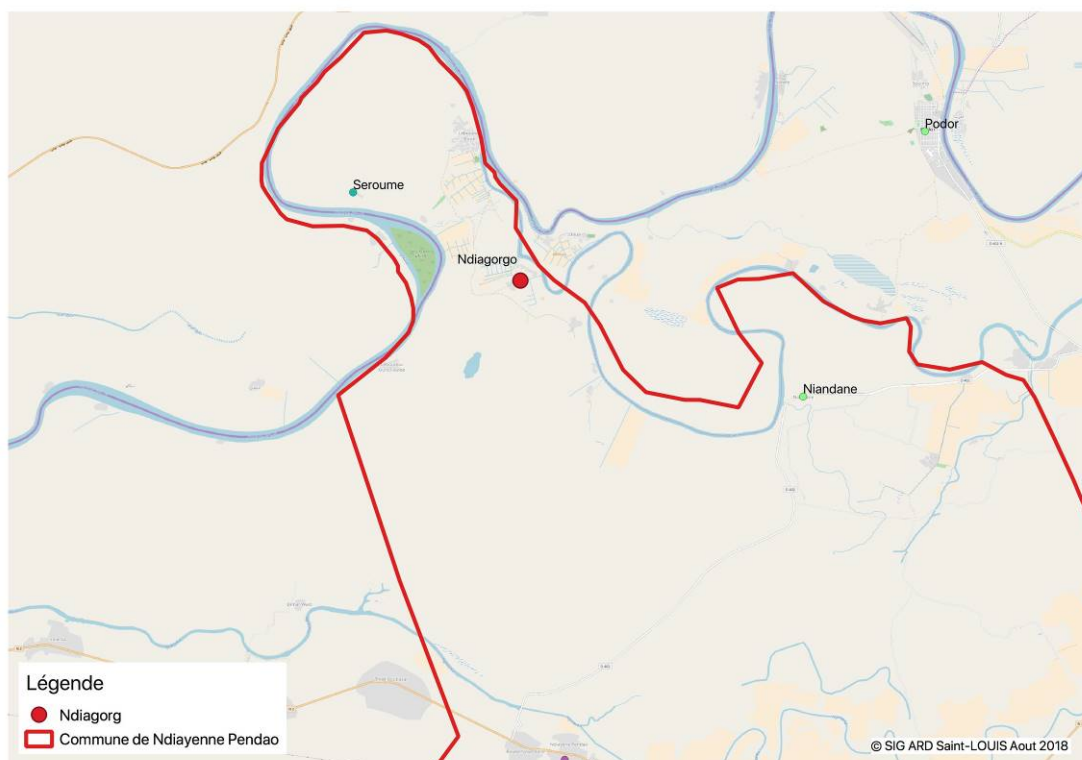 Podor
Seroume
Ndiagorgo
Niandane
Légende
Ndiagorg
Commune de Ndiayenne Pendao
© SIG ARD Saint-LOUIS Aout 2018